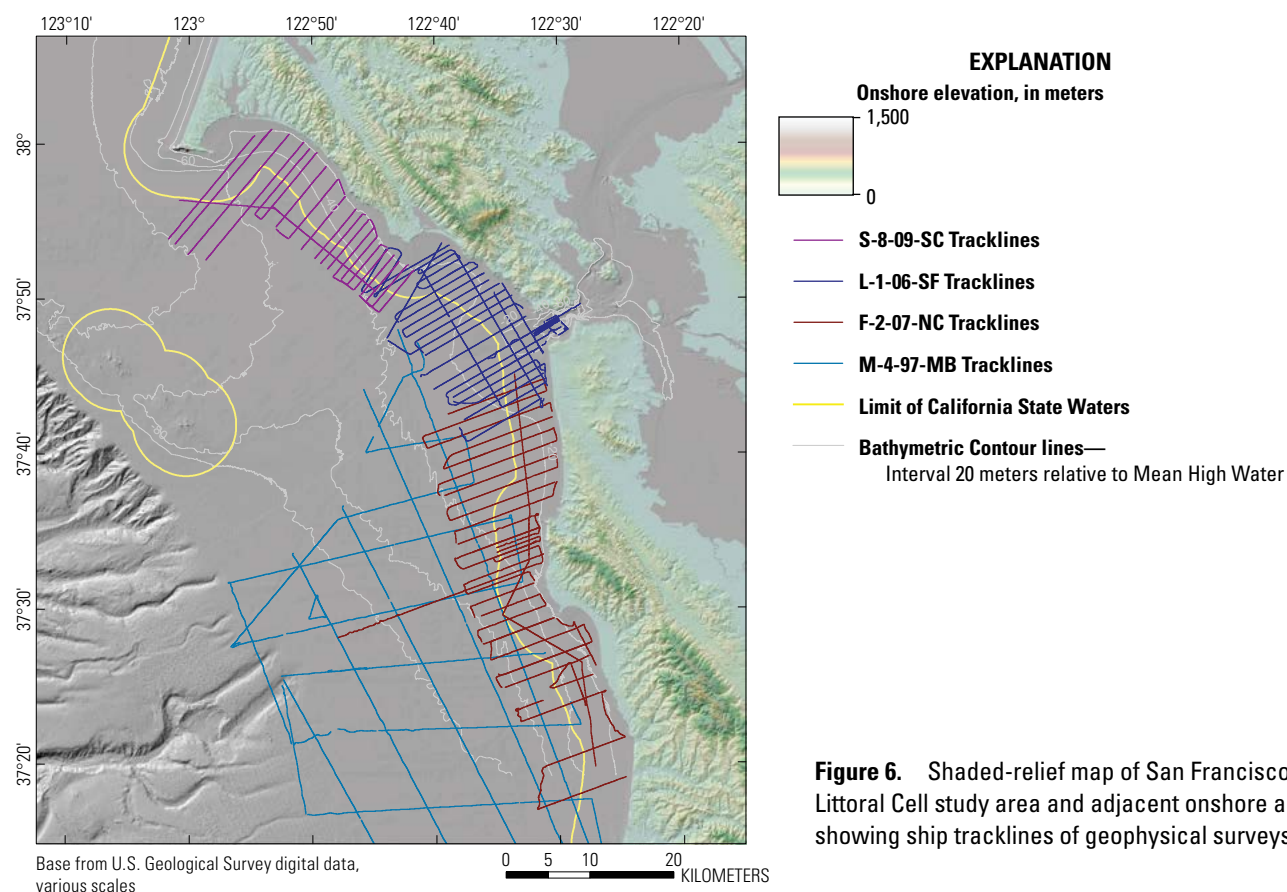 123°10' 123° 122°50' 122°40' 122°30' 122°20'
38°
37°50'
37°40'
37°30'
37°20'
60
40
20
EXPLANATION
Onshore elevation, in meters
1,500
0
S-8-09-SC Tracklines
L-1-06-SF Tracklines
F-2-07-NC Tracklines
M-4-97-MB Tracklines
Limit of California State Waters
Bathymetric Contour lines—
Interval 20 meters relative to Mean High Water
Base from U.S. Geological Survey digital data,
various scales
0 5 10 20
KILOMETERS
Figure 6. Shaded-relief map of San Francisco
Littoral Cell study area and adjacent onshore a
showing ship tracklines of geophysical surveys